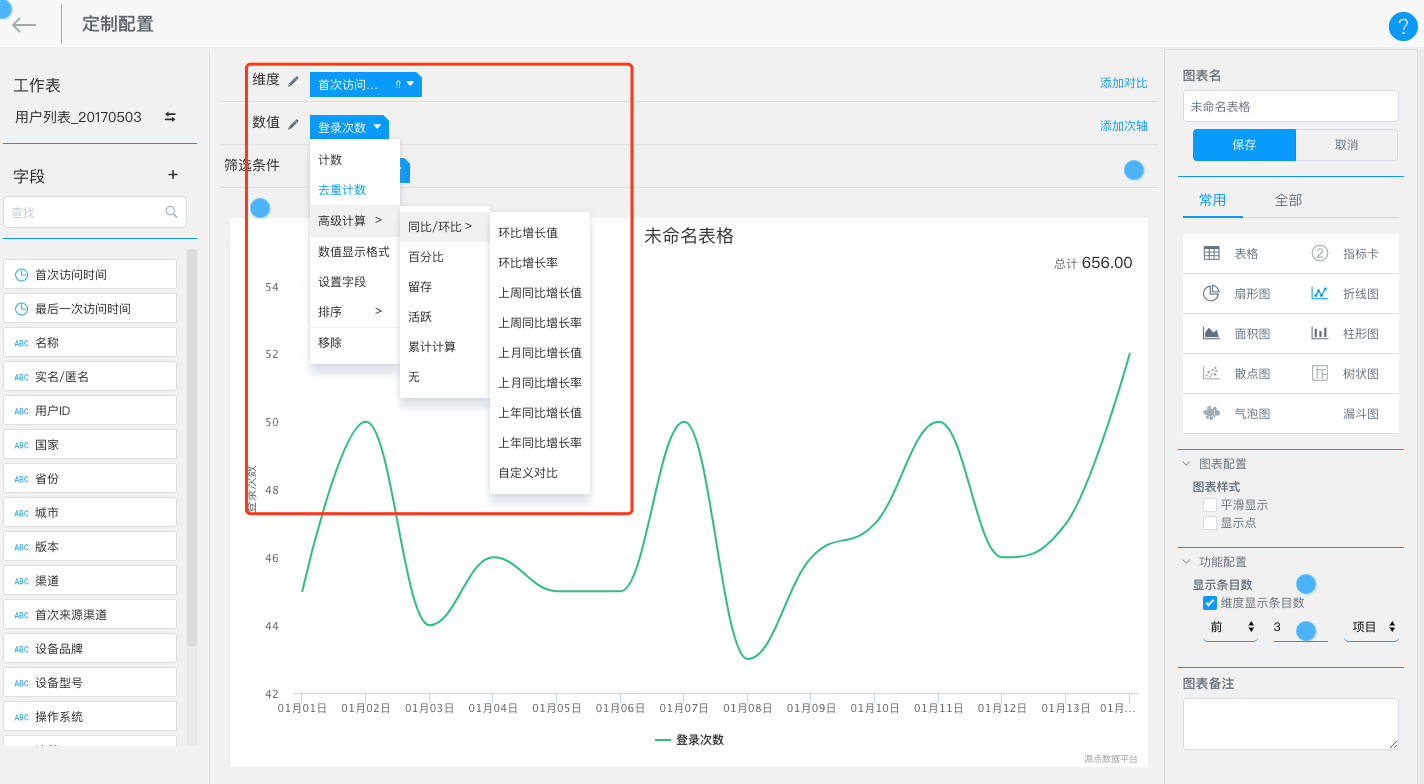 定制配置
?
工作表
用户列表_20170503
字段
+
查找
首次访问时间
最后一次访问时间
ABC 名称
ABC 实名/匿名
ABC 用户ID
ABC 国家
ABC 省份
ABC 城市
ABC 版本
ABC 渠道
ABC 首次来源渠道
ABC 设备品牌
ABC 设备型号
ABC 操作系统
维度
首次访问...
添加对比
数值
登录次数
添加次轴
筛选条件
计数
去重计数
高级计算 >
数值显示格式
设置字段
排序 >
移除
同比/环比 >
百分比
留存
活跃
累计计算
无
环比增长值
环比增长率
上周同比增长值
上周同比增长率
上月同比增长值
上月同比增长率
上年同比增长值
上年同比增长率
自定义对比
未命名表格
总计 656.00
54
52
50
48
46
44
42
登录次数
01月01日 01月02日 01月03日 01月04日 01月05日 01月06日 01月07日 01月08日 01月09日 01月10日 01月11日 01月12日 01月13日 01月...
登录次数
源点数据平台
图表名
未命名表格
保存 取消
常用 全部
表格 2 指标卡
扇形图 折线图
面积图 柱形图
散点图 树状图
气泡图 漏斗图
图表配置
图表样式
平滑显示
显示点
功能配置
显示条目数
维度显示条目数
前 3 项目
图表备注